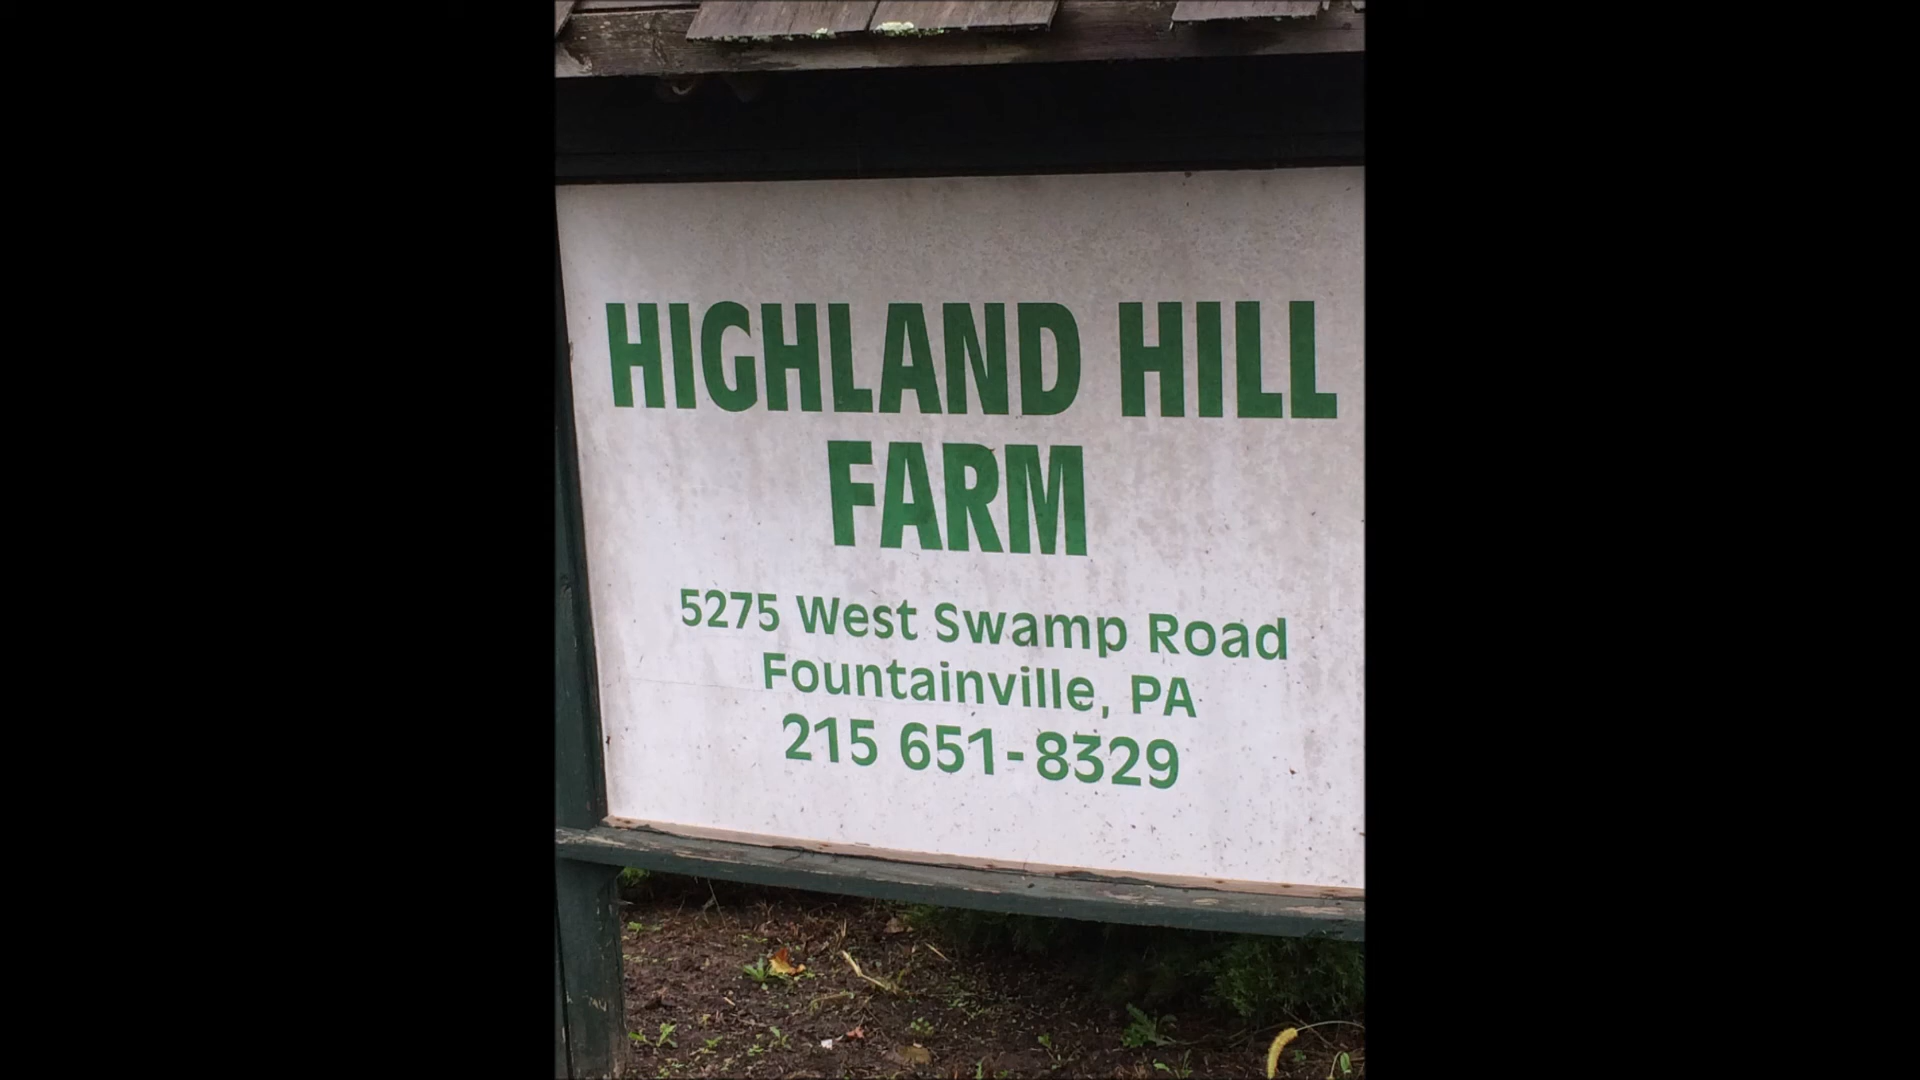 HIGHLAND HILL
FARM
5275 West Swamp Road
Fountainville, PA
215 651-8329